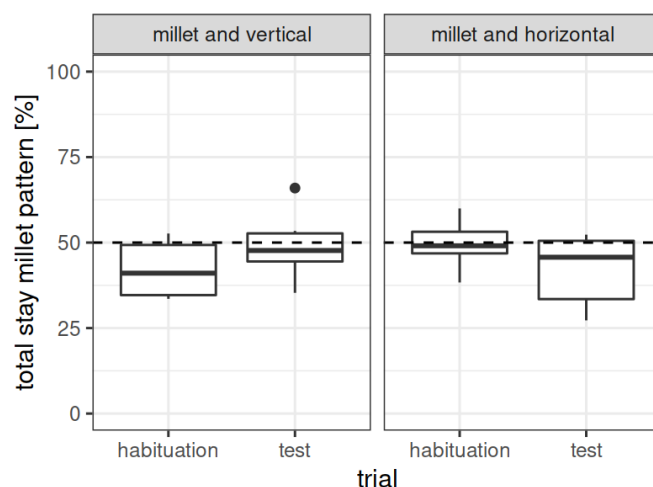 millet and vertical
millet and horizontal
total stay millet pattern [%]
100
75
50
25
0
habituation
test
habituation
test
trial